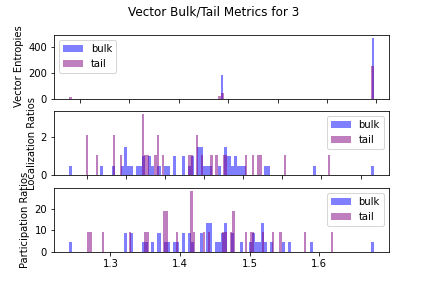 Vector Bulk/Tail Metrics for 3
Vector Entropies
400
200
0
bulk
tail
Localization Ratios
2
0
bulk
tail
Participation Ratios
20
10
0
bulk
tail
1.3
1.4
1.5
1.6